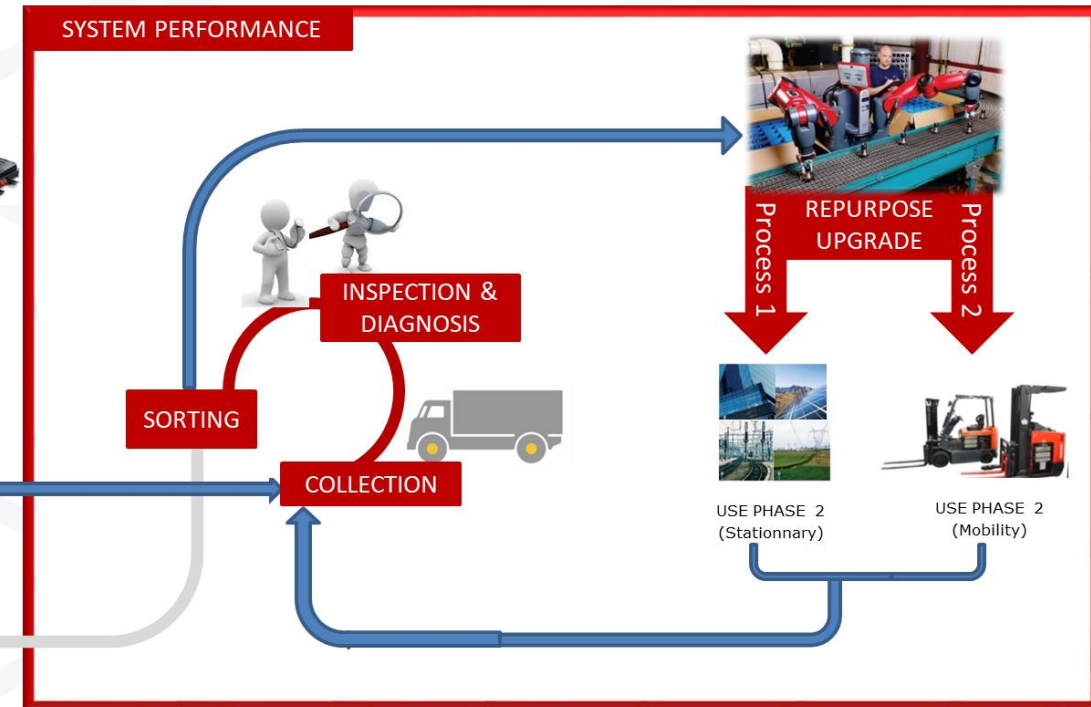 SYSTEM PERFORMANCE
INSPECTION &
DIAGNOSIS
SORTING
COLLECTION
Process 1
REPURPOSE
UPGRADE
Process 2
USE PHASE 2
(Stationnary)
USE PHASE 2
(Mobility)